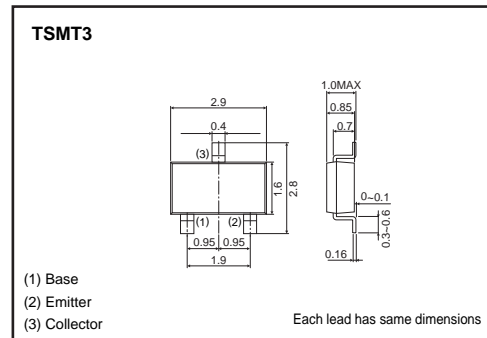 TSMT3
1.0MAX
2.9
0.85
0.4
0.7
(3)
1.6
2.8
0~0.1
(1)
(2)
0.3~0.6
0.95
0.95
0.16
1.9
(1) Base
(2) Emitter
(3) Collector
Each lead has same dimensions